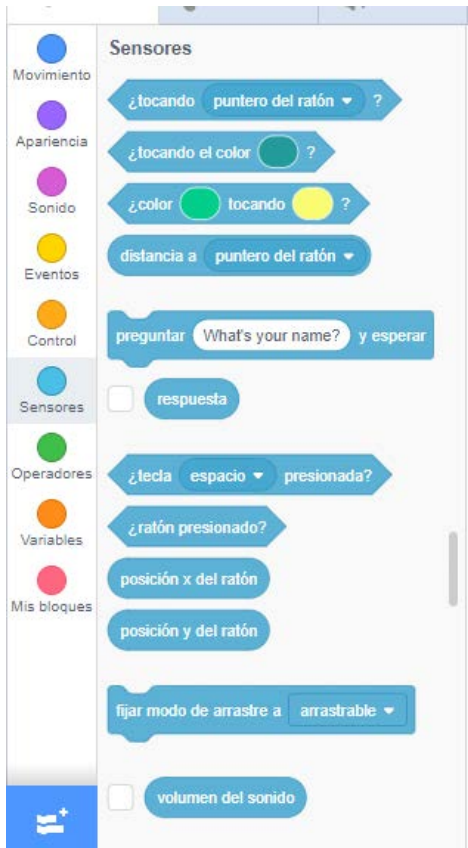 Sensores
Movimiento
Apariencia
Sonido
Eventos
Control
Sensores
Operadores
Variables
Mis bloques
¿tocando puntero del ratón ?
¿tocando el color ?
¿color tocando ?
distancia a puntero del ratón
preguntar What's your name? y esperar
respuesta
¿tecla espacio presionada?
¿ratón presionado?
posición x del ratón
posición y del ratón
fijar modo de arrastre a arrastrable
volumen del sonido